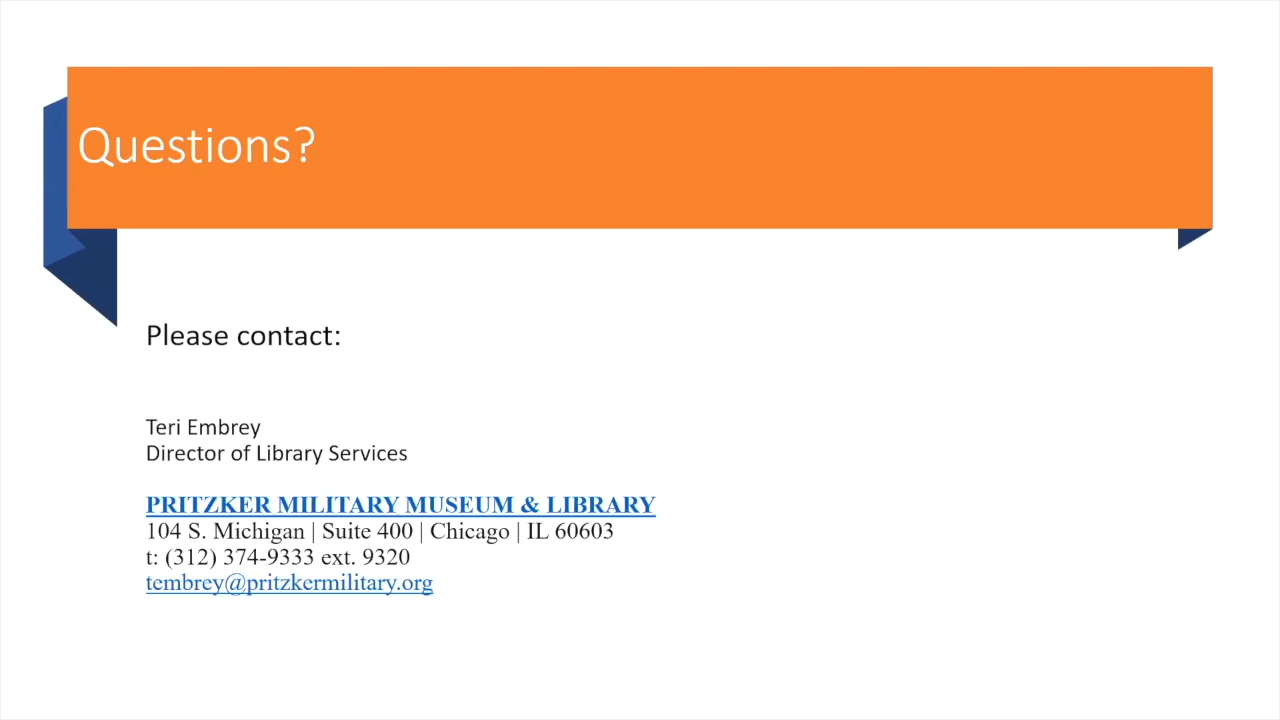 Questions?
Please contact:
Teri Embrey
Director of Library Services
PRITZKER MILITARY MUSEUM & LIBRARY
104 S. Michigan | Suite 400 | Chicago | IL 60603
t: (312) 374-9333 ext. 9320
tembrey@pritzkermilitary.org